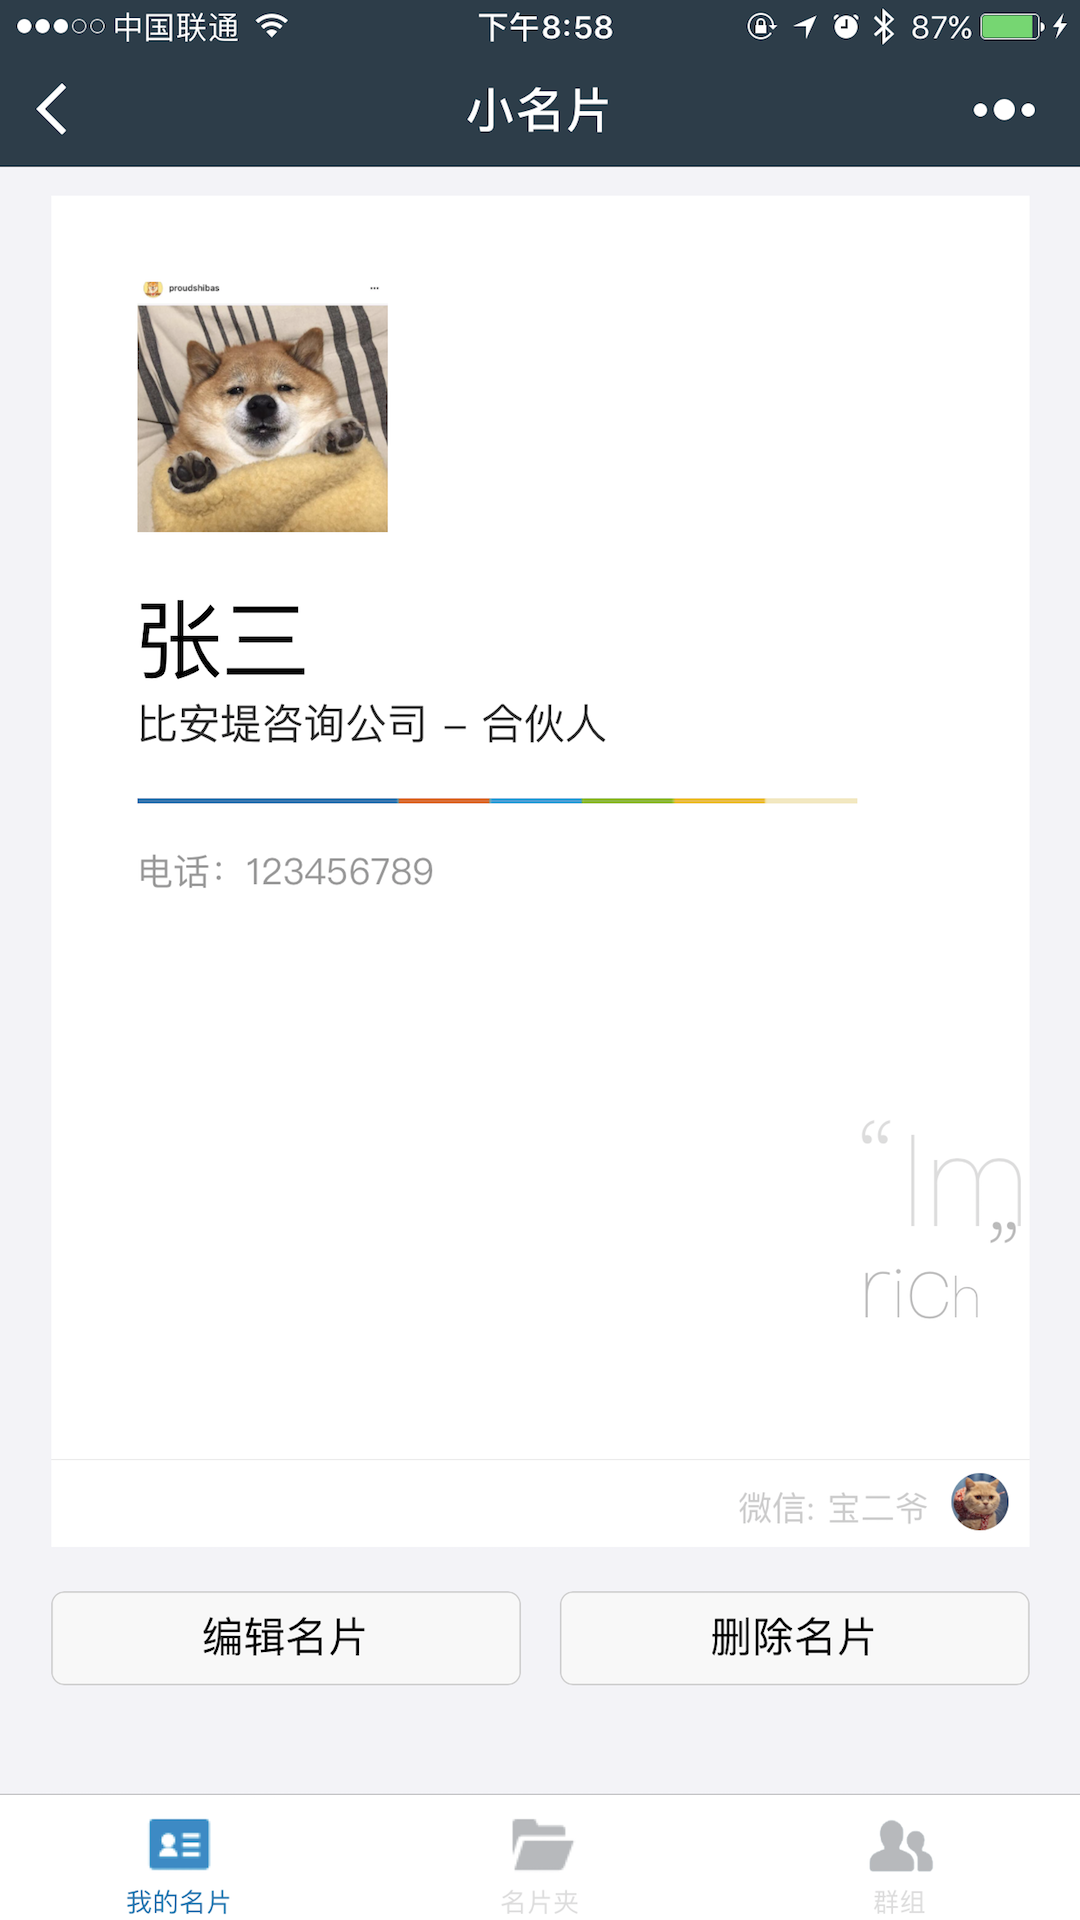 中国联通 下午8:58 87%
小名片
proudshibas
张三
比安堤咨询公司 – 合伙人
电话：123456789
“Im”
rich
微信: 宝二爷
编辑名片 删除名片
我的名片 名片夹 群组